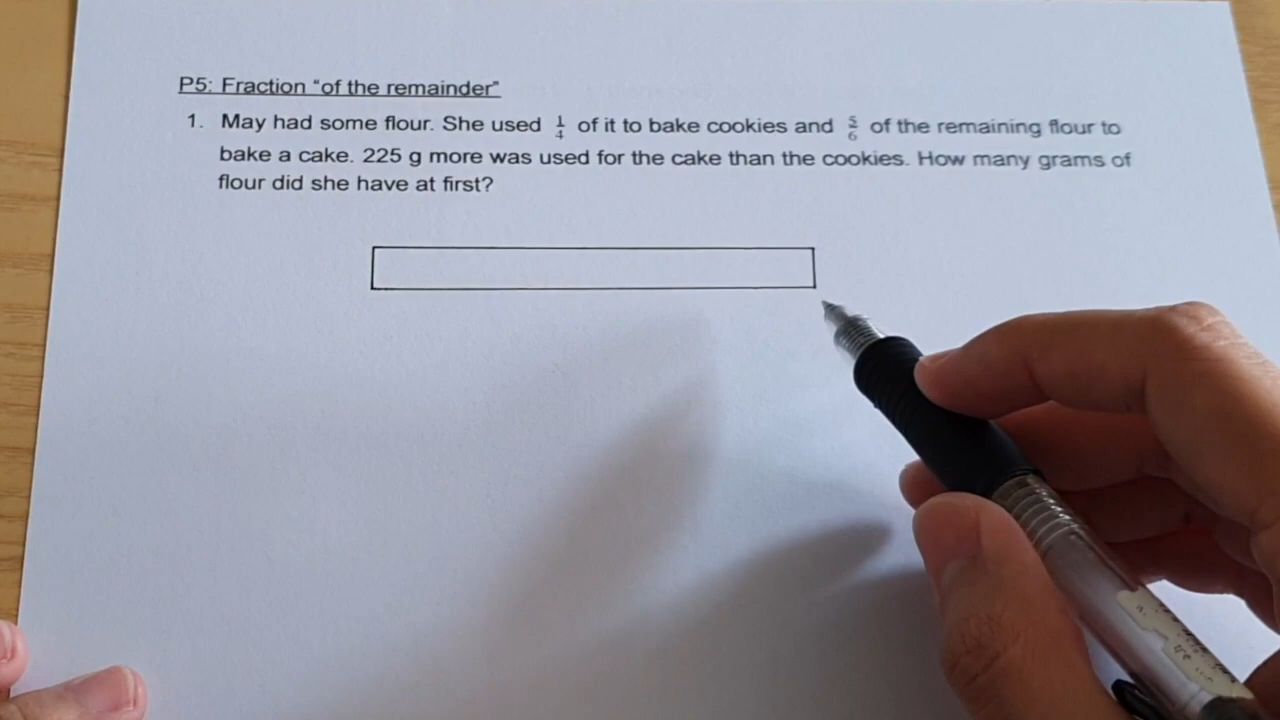 P5: Fraction “of the remainder”
1. May had some flour. She used 1/4 of it to bake cookies and 5/6 of the remaining flour to
bake a cake. 225 g more was used for the cake than the cookies. How many grams of
flour did she have at first?